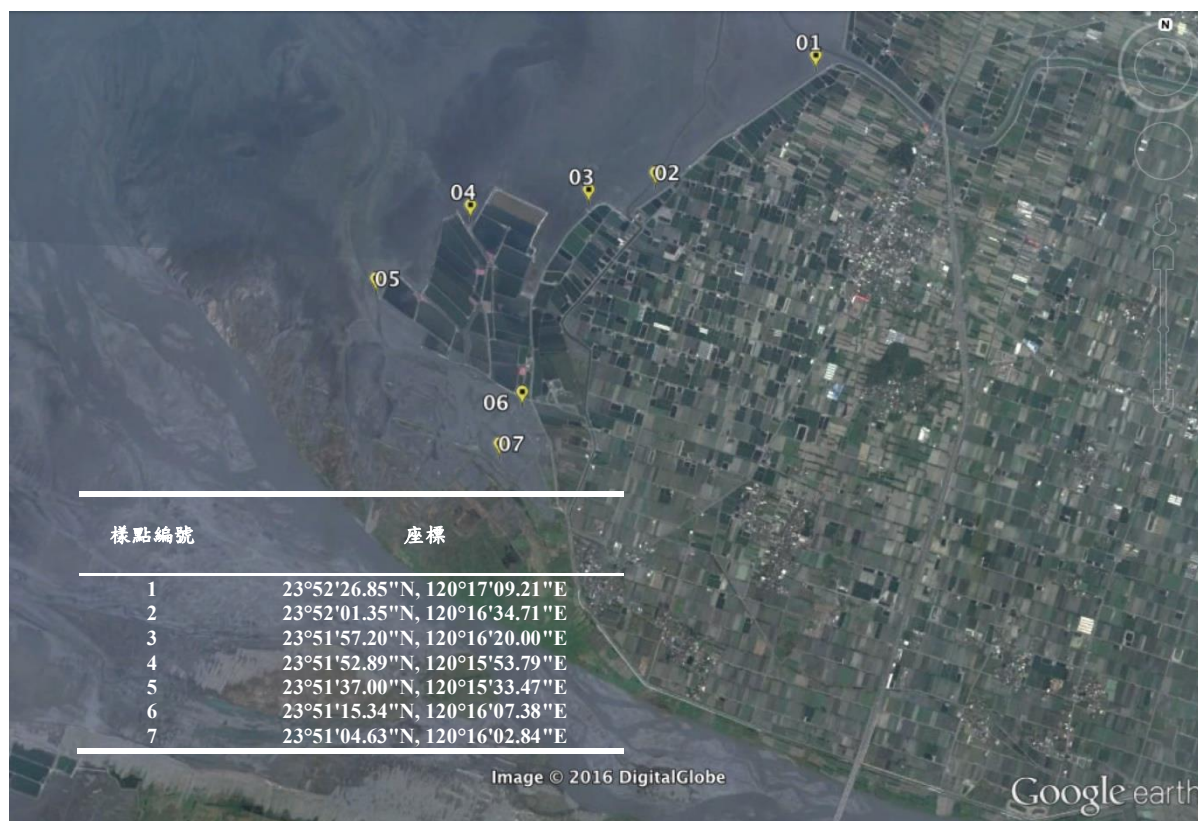 N
01
02
03
04
05
06
07
樣點編號 座標
1 23°52'26.85"N, 120°17'09.21"E
2 23°52'01.35"N, 120°16'34.71"E
3 23°51'57.20"N, 120°16'20.00"E
4 23°51'52.89"N, 120°15'53.79"E
5 23°51'37.00"N, 120°15'33.47"E
6 23°51'15.34"N, 120°16'07.38"E
7 23°51'04.63"N, 120°16'02.84"E
Image © 2016 DigitalGlobe
Google earth